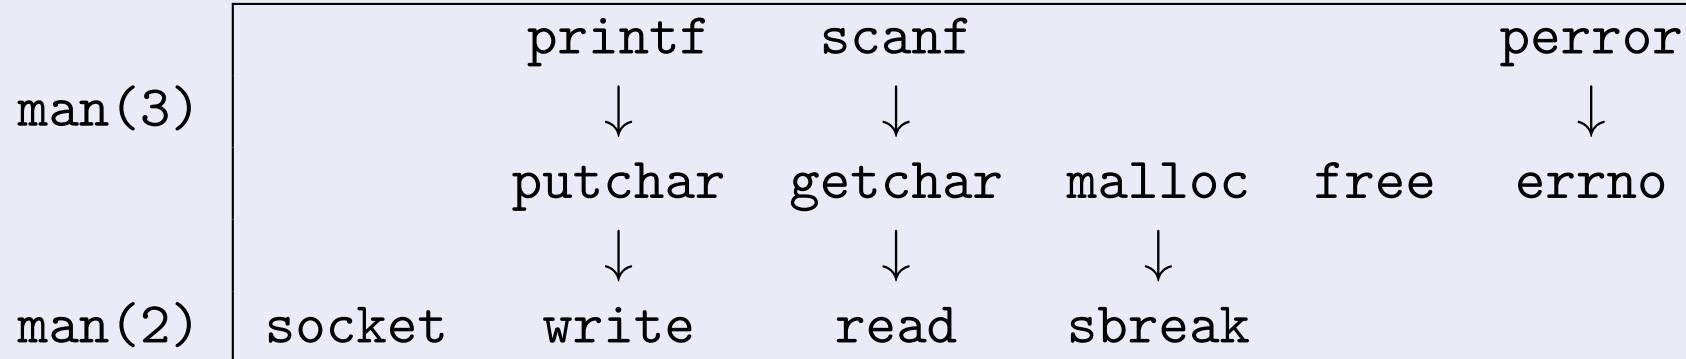 printf scanf perror
man(3) ↓ ↓ ↓
putchar getchar malloc free errno
↓ ↓ ↓
man(2) socket write read sbreak